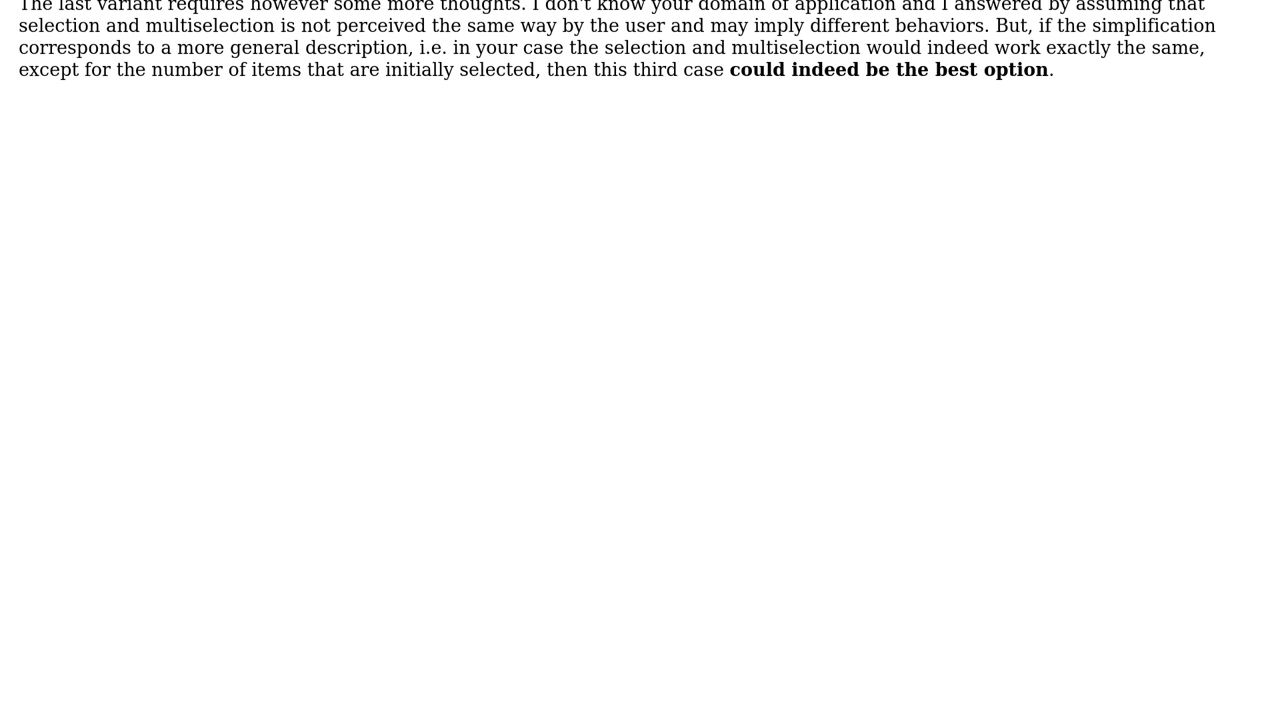 The last variant requires however some more thoughts. I don't know your domain of application and I answered by assuming that
selection and multiselection is not perceived the same way by the user and may imply different behaviors. But, if the simplification
corresponds to a more general description, i.e. in your case the selection and multiselection would indeed work exactly the same,
except for the number of items that are initially selected, then this third case could indeed be the best option.